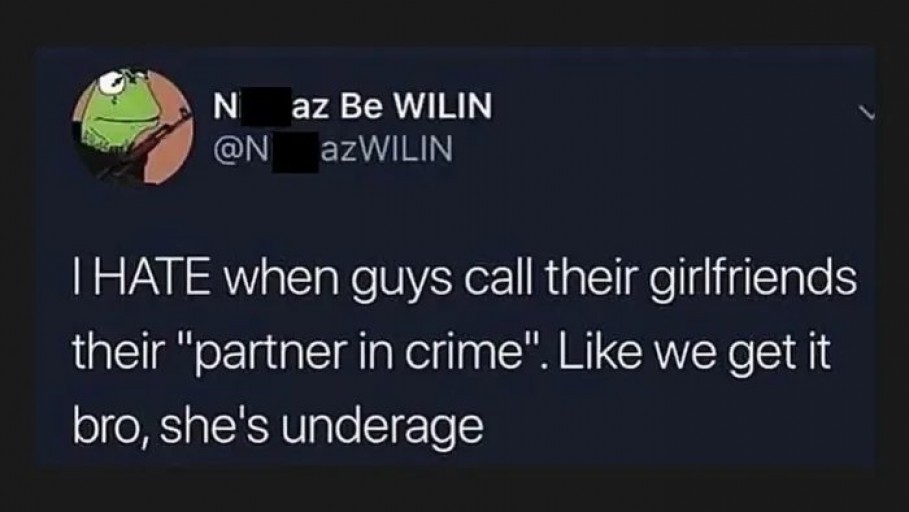 N az Be WILIN
@N azWILIN
I HATE when guys call their girlfriends
their "partner in crime". Like we get it
bro, she's underage